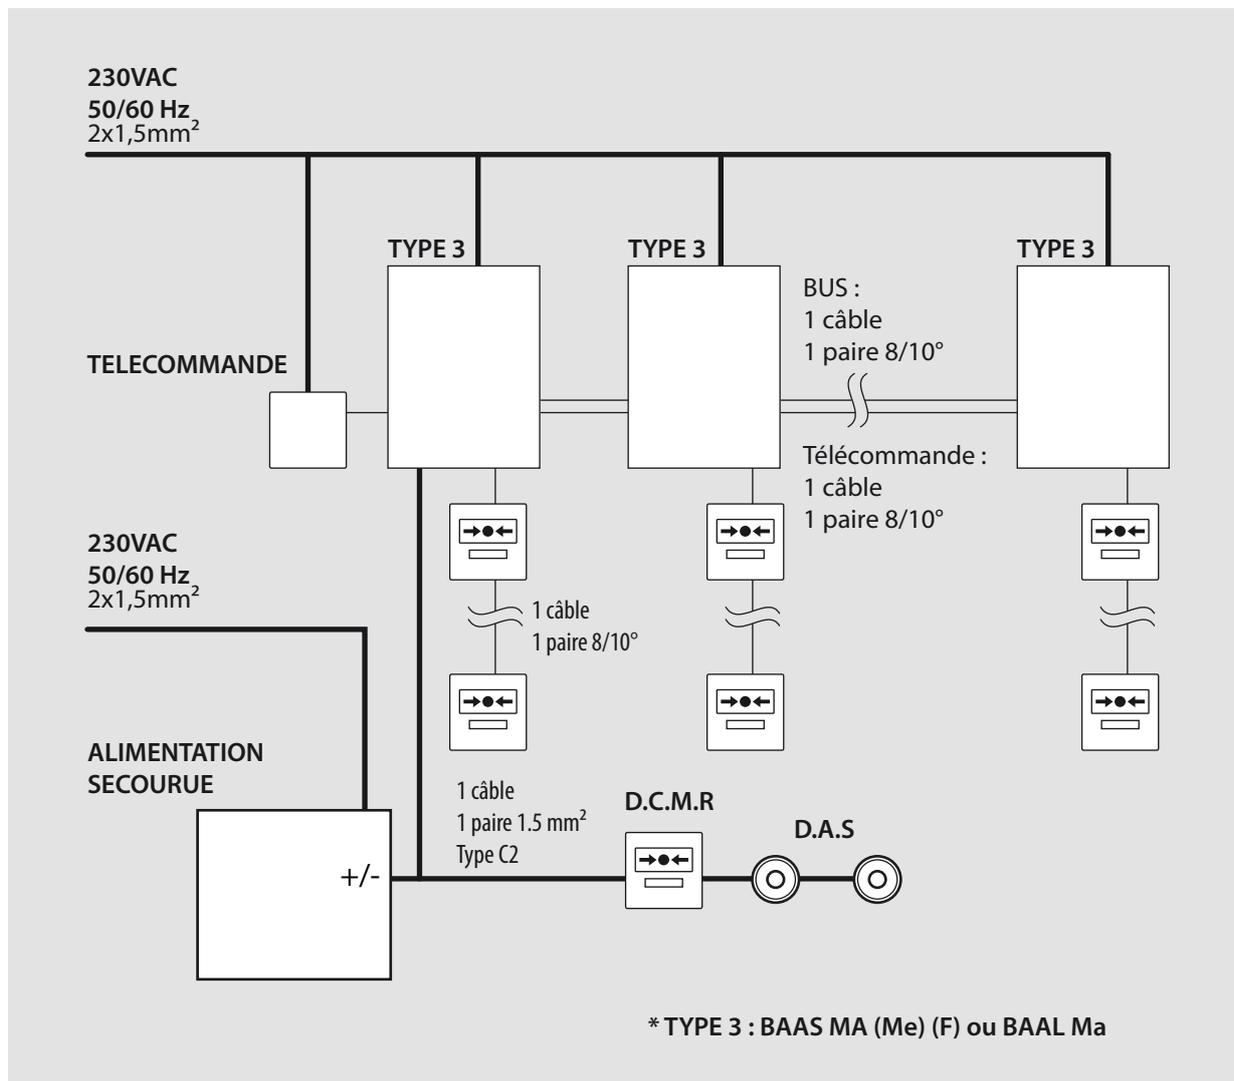 230VAC
50/60 Hz
2x1,5mm²
TYPE 3
TYPE 3
TYPE 3
BUS :
1 câble
1 paire 8/10°
TELECOMMANDE
Télécommande :
1 câble
1 paire 8/10°
230VAC
50/60 Hz
2x1,5mm²
1 câble
1 paire 8/10°
ALIMENTATION
SECOURUE
1 câble
1 paire 1.5 mm²
Type C2
D.C.M.R
D.A.S
+/-
* TYPE 3 : BAAS MA (Me) (F) ou BAAL Ma